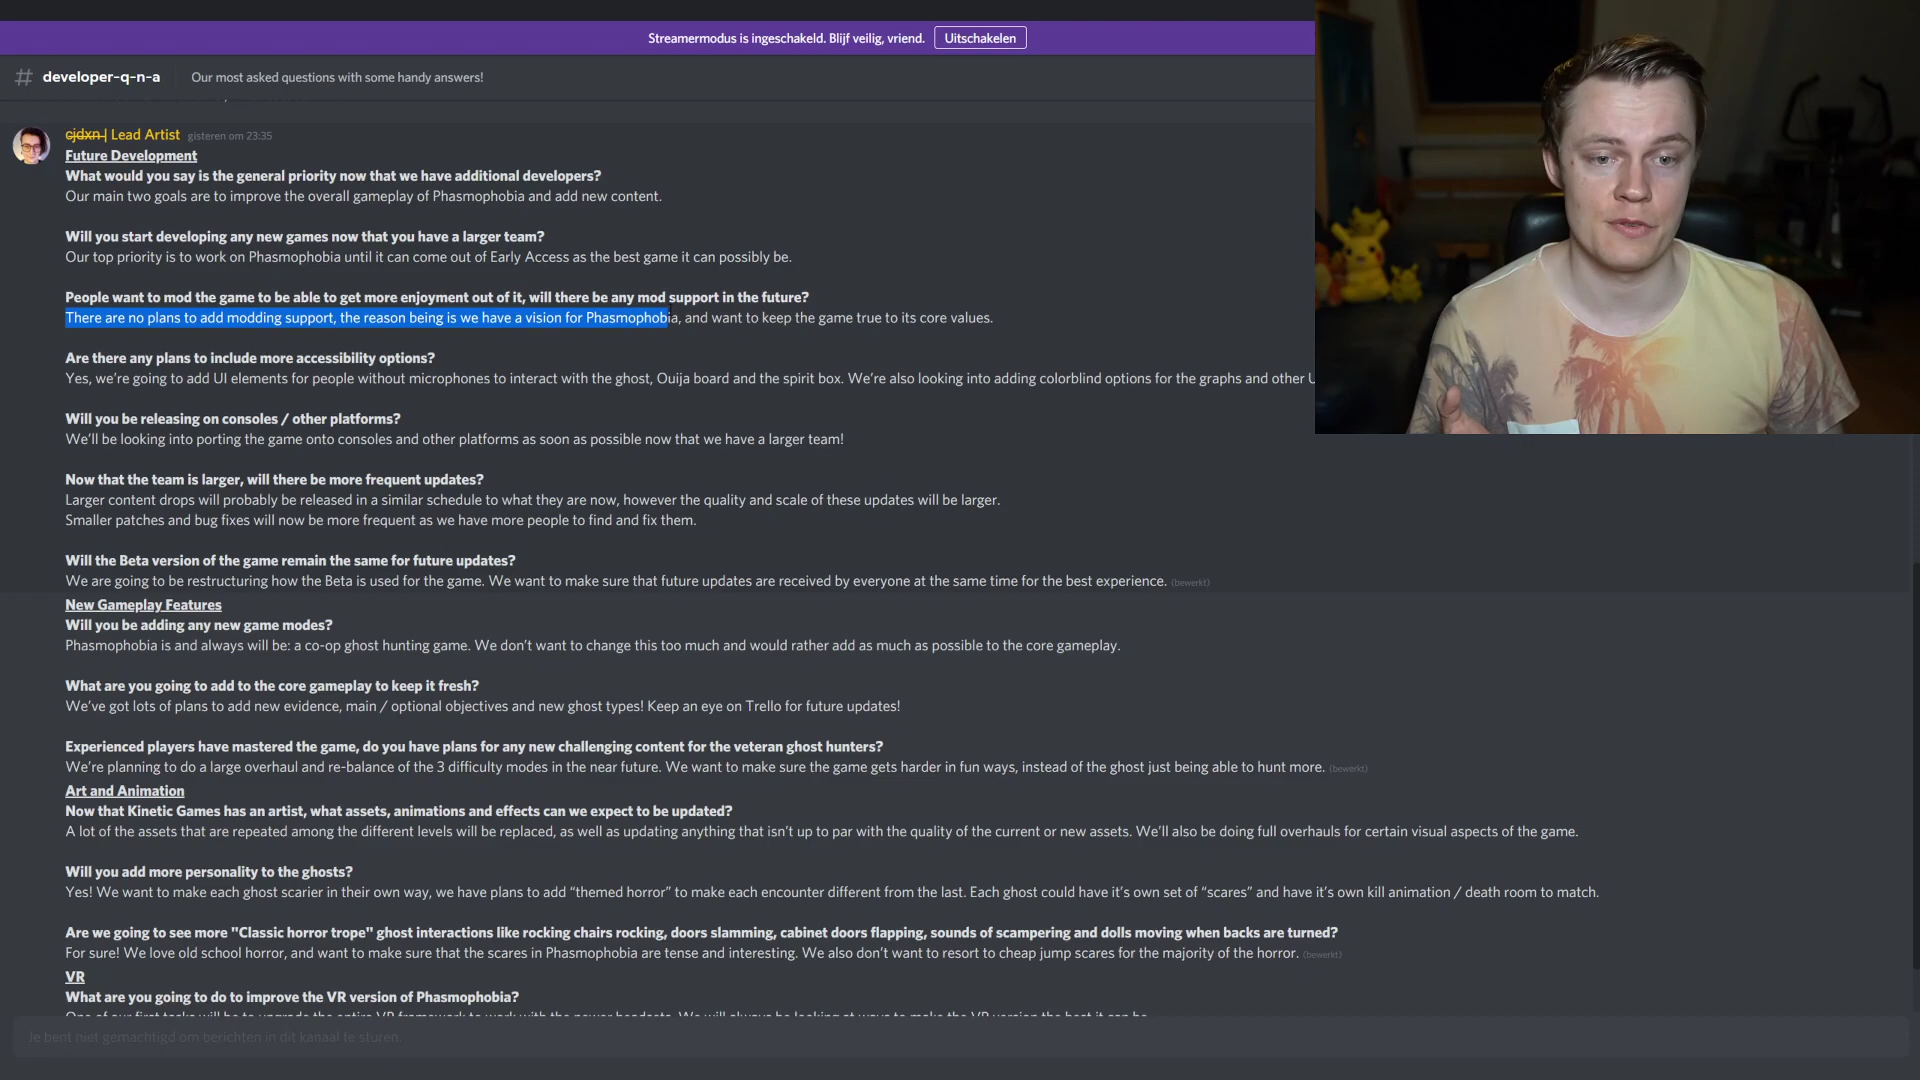 Streamermodus is ingeschakeld. Blijf veilig, vriend. Uitschakelen
# developer-q-n-a Our most asked questions with some handy answers!
cjdxn | Lead Artist gisteren om 23:35
Future Development
What would you say is the general priority now that we have additional developers?
Our main two goals are to improve the overall gameplay of Phasmophobia and add new content.
Will you start developing any new games now that you have a larger team?
Our top priority is to work on Phasmophobia until it can come out of Early Access as the best game it can possibly be.
People want to mod the game to be able to get more enjoyment out of it, will there be any mod support in the future?
There are no plans to add modding support, the reason being is we have a vision for Phasmophobia, and want to keep the game true to its core values.
Are there any plans to include more accessibility options?
Yes, we're going to add UI elements for people without microphones to interact with the ghost, Ouija board and the spirit box. We're also looking into adding colorblind options for the graphs and other
Will you be releasing on consoles / other platforms?
We'll be looking into porting the game onto consoles and other platforms as soon as possible now that we have a larger team!
Now that the team is larger, will there be more frequent updates?
Larger content drops will probably be released in a similar schedule to what they are now, however the quality and scale of these updates will be larger.
Smaller patches and bug fixes will now be more frequent as we have more people to find and fix them.
Will the Beta version of the game remain the same for future updates?
We are going to be restructuring how the Beta is used for the game. We want to make sure that future updates are received by everyone at the same time for the best experience. (bewerkt)
New Gameplay Features
Will you be adding any new game modes?
Phasmophobia is and always will be: a co-op ghost hunting game. We don't want to change this too much and would rather add as much as possible to the core gameplay.
What are you going to add to the core gameplay to keep it fresh?
We've got lots of plans to add new evidence, main / optional objectives and new ghost types! Keep an eye on Trello for future updates!
Experienced players have mastered the game, do you have plans for any new challenging content for the veteran ghost hunters?
We're planning to do a large overhaul and re-balance of the 3 difficulty modes in the near future. We want to make sure the game gets harder in fun ways, instead of the ghost just being able to hunt more. (bewerkt)
Art and Animation
Now that Kinetic Games has an artist, what assets, animations and effects can we expect to be updated?
A lot of the assets that are repeated among the different levels will be replaced, as well as updating anything that isn't up to par with the quality of the current or new assets. We'll also be doing full overhauls for certain visual aspects of the game.
Will you add more personality to the ghosts?
Yes! We want to make each ghost scarier in their own way, we have plans to add “themed horror” to make each encounter different from the last. Each ghost could have it's own set of “scares” and have it's own kill animation / death room to match.
Are we going to see more "Classic horror trope" ghost interactions like rocking chairs rocking, doors slamming, cabinet doors flapping, sounds of scampering and dolls moving when backs are turned?
For sure! We love old school horror, and want to make sure that the scares in Phasmophobia are tense and interesting. We also don't want to resort to cheap jump scares for the majority of the horror. (bewerkt)
VR
What are you going to do to improve the VR version of Phasmophobia?
One of our first tasks will be to upgrade the entire VR framework to work with the newer headsets. We will always be looking at ways to make the VR version the best it can be.
Je bent niet gemachtigd om berichten in dit kanaal te sturen.